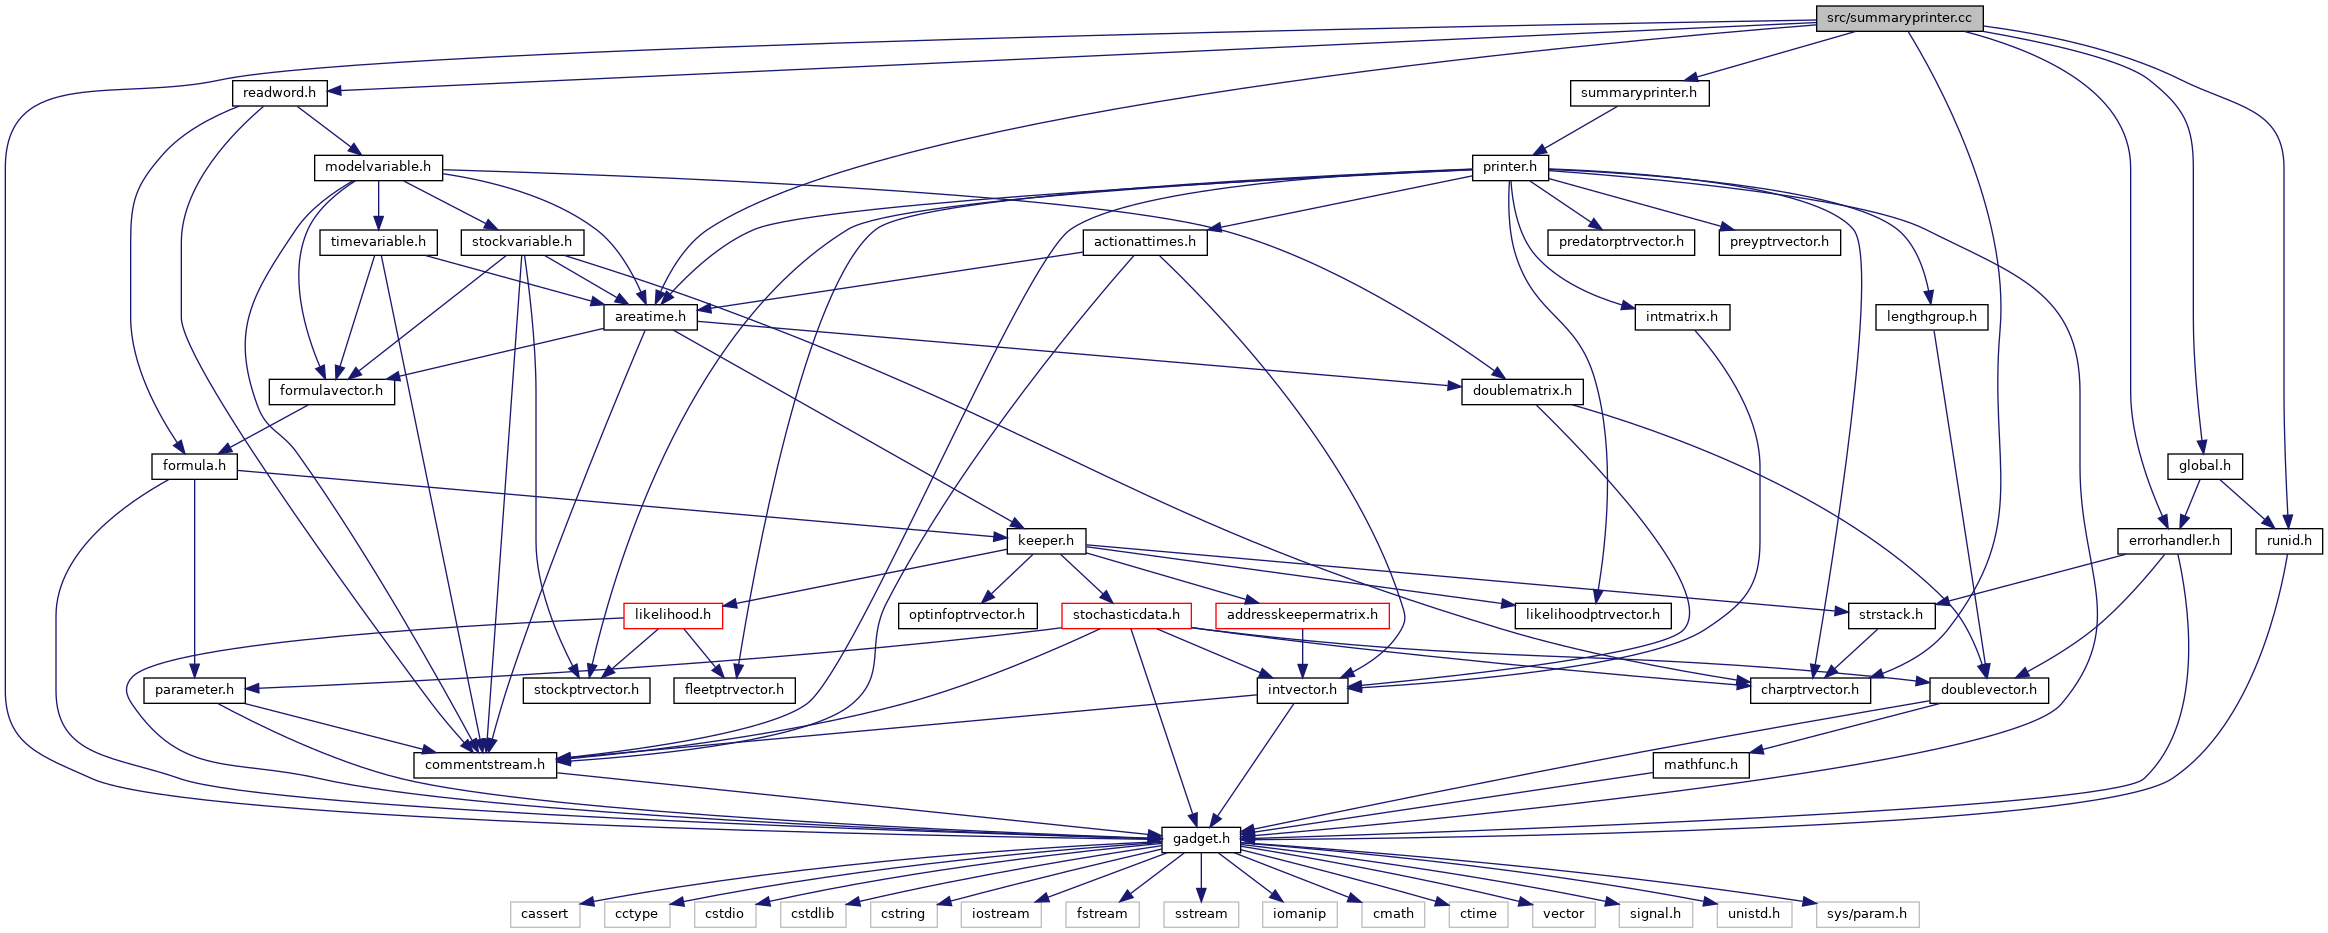 src/summaryprinter.cc
readword.h
summaryprinter.h
modelvariable.h
printer.h
timevariable.h
stockvariable.h
actionattimes.h
predatorptrvector.h
preyptrvector.h
areatime.h
intmatrix.h
lengthgroup.h
formulavector.h
doublematrix.h
formula.h
global.h
keeper.h
errorhandler.h
runid.h
likelihood.h
optinfoptrvector.h
stochasticdata.h
addresskeepermatrix.h
likelihoodptrvector.h
strstack.h
parameter.h
stockptrvector.h
fleetptrvector.h
intvector.h
charptrvector.h
doublevector.h
commentstream.h
mathfunc.h
gadget.h
cassert
cctype
cstdio
cstdlib
cstring
iostream
fstream
sstream
iomanip
cmath
ctime
vector
signal.h
unistd.h
sys/param.h